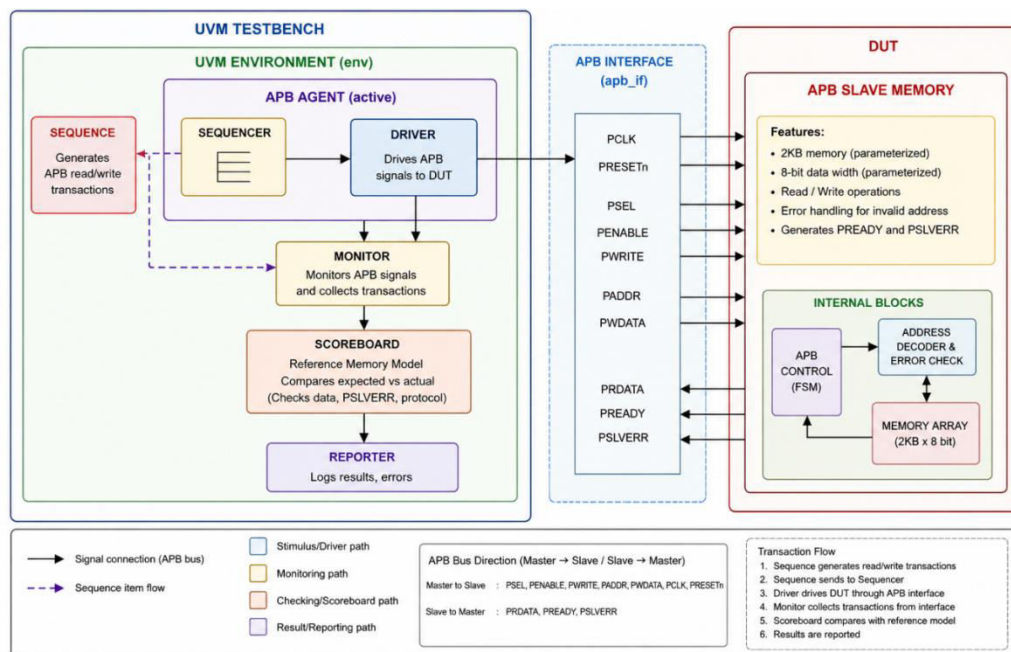 UVM TESTBENCH
UVM ENVIRONMENT (env)
APB AGENT (active)
SEQUENCE
Generates
APB read/write
transactions
SEQUENCER
DRIVER
Drives APB
signals to DUT
MONITOR
Monitors APB signals
and collects transactions
SCOREBOARD
Reference Memory Model
Compares expected vs actual
(Checks data, PSLVERR, protocol)
REPORTER
Logs results, errors
APB INTERFACE
(apb_if)
PCLK
PRESETn
PSEL
PENABLE
PWRITE
PADDR
PWDATA
PRDATA
PREADY
PSLVERR
DUT
APB SLAVE MEMORY
Features:
• 2KB memory (parameterized)
• 8-bit data width (parameterized)
• Read / Write operations
• Error handling for invalid address
• Generates PREADY and PSLVERR
INTERNAL BLOCKS
APB
CONTROL
(FSM)
ADDRESS
DECODER &
ERROR CHECK
MEMORY ARRAY
(2KB x 8 bit)
Signal connection (APB bus)
Sequence item flow
Stimulus/Driver path
Monitoring path
Checking/Scoreboard path
Result/Reporting path
APB Bus Direction (Master → Slave / Slave → Master)
Master to Slave : PSEL, PENABLE, PWRITE, PADDR, PWDATA, PCLK, PRESETn
Slave to Master : PRDATA, PREADY, PSLVERR
Transaction Flow
1. Sequence generates read/write transactions
2. Sequence sends to Sequencer
3. Driver drives DUT through APB interface
4. Monitor collects transactions from interface
5. Scoreboard compares with reference model
6. Results are reported